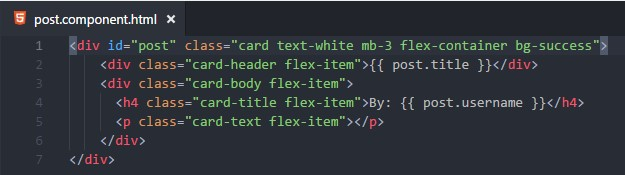 post.component.html ×
1 <div id="post" class="card text-white mb-3 flex-container bg-success">
2 <div class="card-header flex-item">{{ post.title }}</div>
3 <div class="card-body flex-item">
4 <h4 class="card-title flex-item">By: {{ post.username }}</h4>
5 <p class="card-text flex-item"></p>
6 </div>
7 </div>